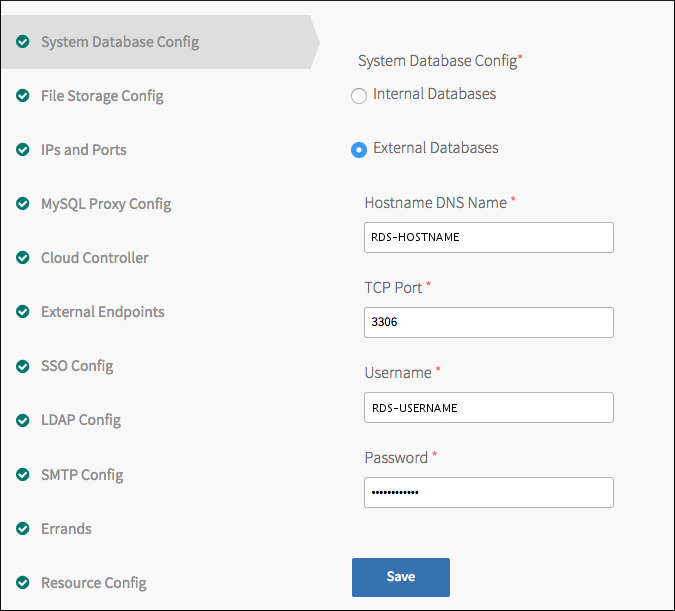 System Database Config
File Storage Config
IPs and Ports
MySQL Proxy Config
Cloud Controller
External Endpoints
SSO Config
LDAP Config
SMTP Config
Errands
Resource Config
System Database Config*
Internal Databases
External Databases
Hostname DNS Name *
RDS-HOSTNAME
TCP Port *
3306
Username *
RDS-USERNAME
Password *
••••••••••••
Save